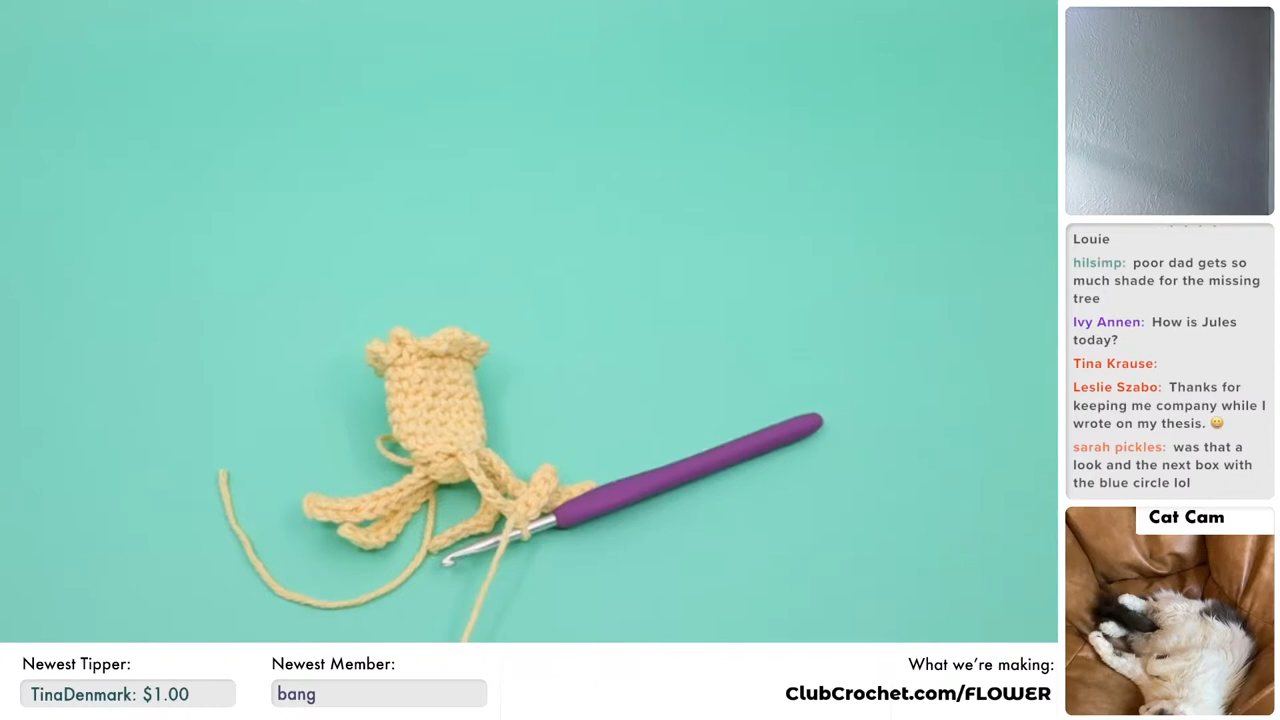 Louie
hilsimp: poor dad gets so
much shade for the missing
tree
Ivy Annen: How is Jules
today?
Tina Krause:
Leslie Szabo: Thanks for
keeping me company while I
wrote on my thesis. 😀
sarah pickles: was that a
look and the next box with
the blue circle lol
Cat Cam
Newest Tipper:
TinaDenmark: $1.00
Newest Member:
bang
What we're making:
ClubCrochet.com/FLOWER